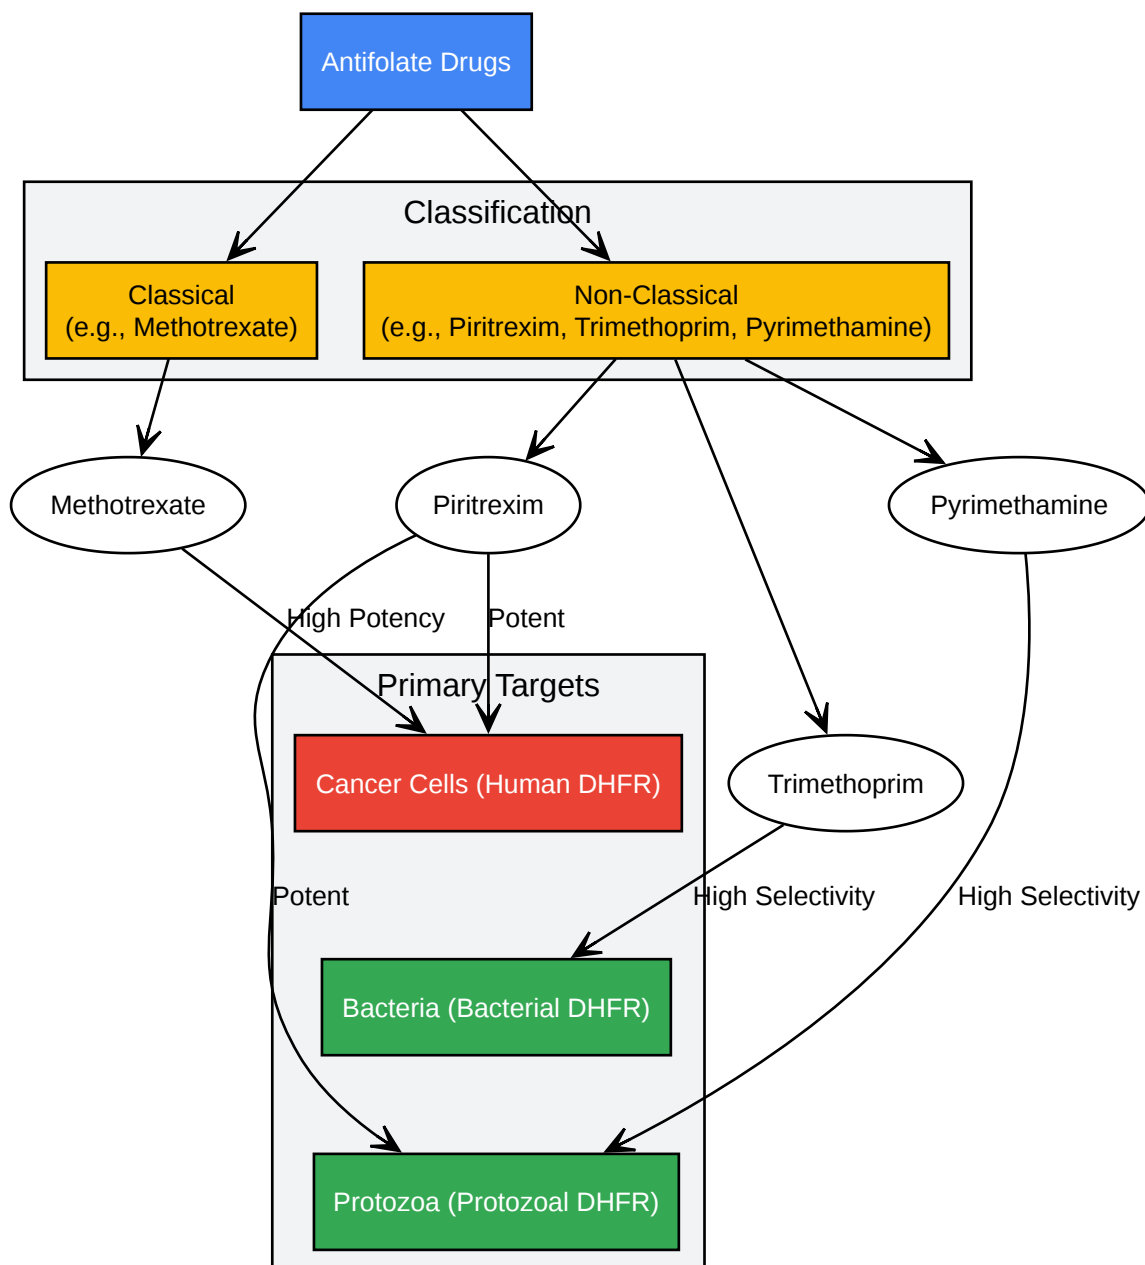 Antifolate Drugs
Classification
Classical
(e.g., Methotrexate)
Non-Classical
(e.g., Piritrexim, Trimethoprim, Pyrimethamine)
Methotrexate
Piritrexim
Pyrimethamine
High Potency
Potent
Primary Targets
Cancer Cells (Human DHFR)
Trimethoprim
Potent
High Selectivity
High Selectivity
Bacteria (Bacterial DHFR)
Protozoa (Protozoal DHFR)